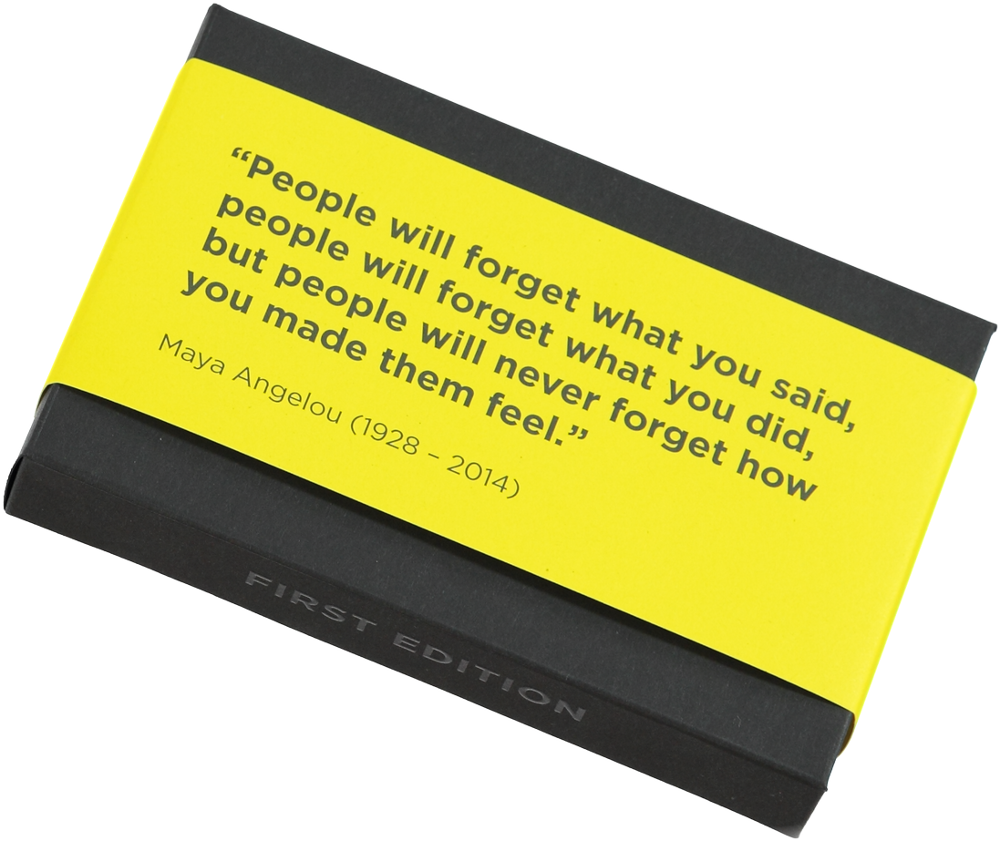 “People will forget what you said,
people will forget what you did,
but people will never forget how
you made them feel.”
Maya Angelou (1928 – 2014)
FIRST EDITION